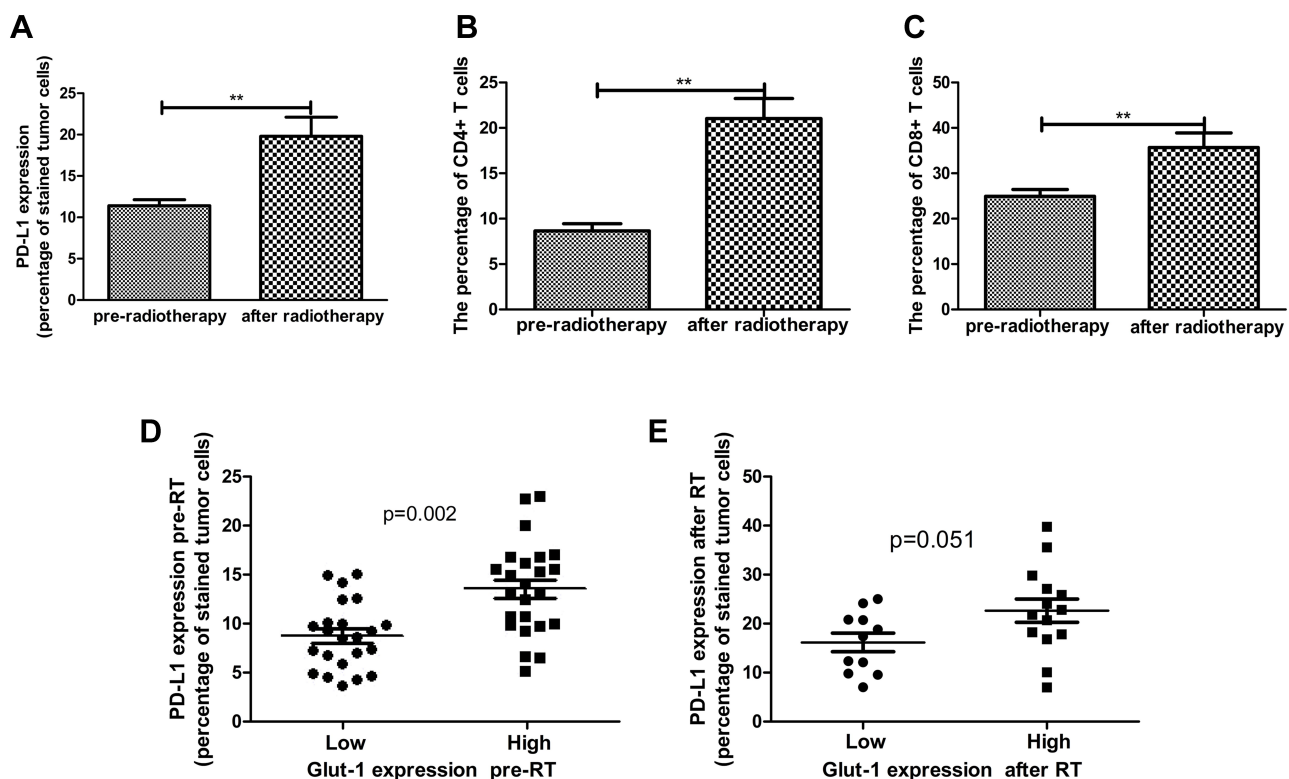 A
PD-L1 expression
(percentage of stained tumor cells)
25
20
15
10
5
0
**
pre-radiotherapy
after radiotherapy
B
The percentage of CD4+ T cells
25
20
15
10
5
0
**
pre-radiotherapy
after radiotherapy
C
The percentage of CD8+ T cells
50
40
30
20
10
0
**
pre-radiotherapy
after radiotherapy
D
PD-L1 expression pre-RT
(percentage of stained tumor cells)
25
20
15
10
5
0
p=0.002
Low
High
Glut-1 expression pre-RT
E
PD-L1 expression after RT
(percentage of stained tumor cells)
50
40
30
20
10
0
p=0.051
Low
High
Glut-1 expression after RT